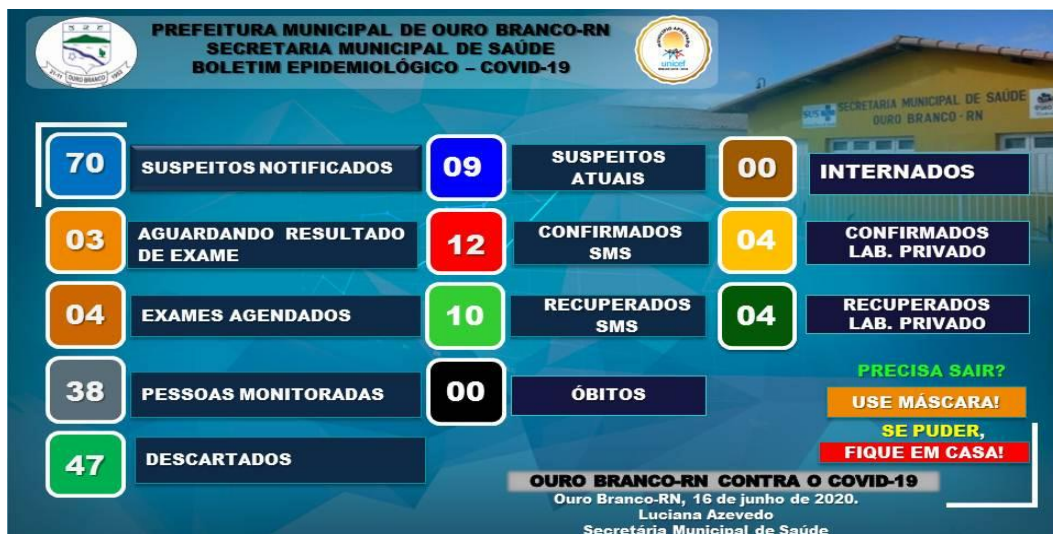 PREFEITURA MUNICIPAL DE OURO BRANCO-RN
SECRETARIA MUNICIPAL DE SAÚDE
BOLETIM EPIDEMIOLÓGICO – COVID-19
OURO BRANCO
unicef
SUS
SECRETARIA MUNICIPAL DE SAÚDE
OURO BRANCO-RN
70 SUSPEITOS NOTIFICADOS
09 SUSPEITOS
ATUAIS
00 INTERNADOS
03 AGUARDANDO RESULTADO
DE EXAME
12 CONFIRMADOS
SMS
04 CONFIRMADOS
LAB. PRIVADO
04 EXAMES AGENDADOS
10 RECUPERADOS
SMS
04 RECUPERADOS
LAB. PRIVADO
38 PESSOAS MONITORADAS
00 ÓBITOS
47 DESCARTADOS
PRECISA SAIR?
USE MÁSCARA!
SE PUDER,
FIQUE EM CASA!
OURO BRANCO-RN CONTRA O COVID-19
Ouro Branco-RN, 16 de junho de 2020.
Luciana Azevedo
Secretária Municipal de Saúde